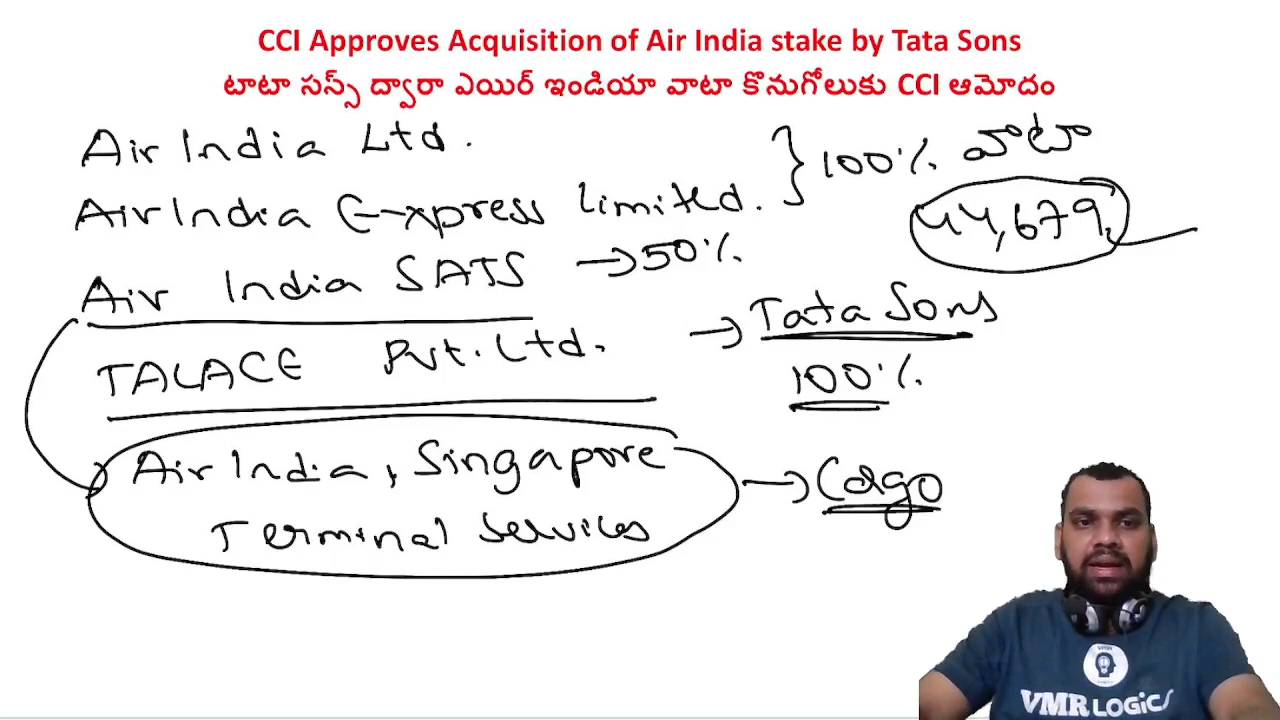 CCI Approves Acquisition of Air India stake by Tata Sons
టాటా సన్స్ ద్వారా ఎయిర్ ఇండియా వాటా కొనుగోలుకు CCI ఆమోదం
Air India Ltd.
Air India Express Limited.
} 100% వాటా
44,679,
Air India SATS → 50%
TALACE Pvt. Ltd. → Tata Sons
100%
Air India, Singapore
Terminal Services
→ Cargo
VMR
VMR LOGICS